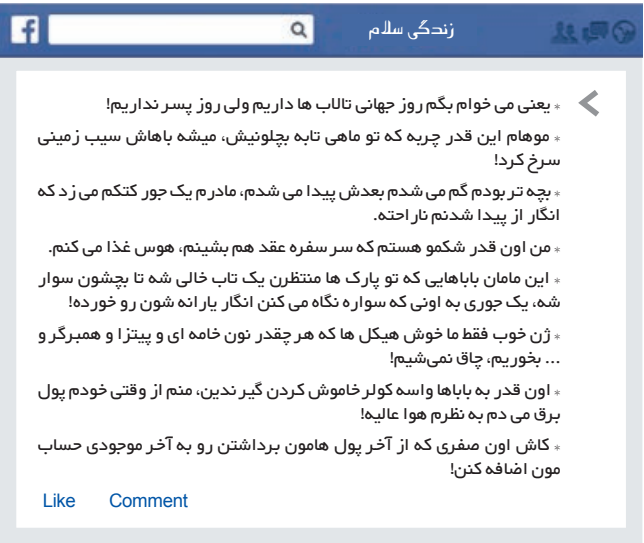 زندگی سلام
* یعنی می خوام بگم روز جهانی تالاب ها داریم ولی روز پسر نداریم!
* موهام این قدر چربه که تو ماهی تابه بچلونیش، میشه باهاش سیب زمینی
سرخ کرد!
* بچه تر بودم گم می شدم بعدش پیدا می شدم، مادرم یک جور کتکم می زد که
انگار از پیدا شدنم ناراحته.
* من اون قدر شکمو هستم که سر سفره عقد هم بشینم، هوس غذا می کنم.
* این مامان باباهایی که تو پارک ها منتظرن یک تاب خالی شه تا بچشون سوار
شه، یک جوری به اونی که سواره نگاه می کنن انگار یارانه شون رو خورده!
* ژن خوب فقط ما خوش هیکل ها که هر چقدر نون خامه ای و پیتزا و همبرگر و
... بخوریم، چاق نمی‌شیم!
* اون قدر به باباها واسه کولر خاموش کردن گیر ندین، منم از وقتی خودم پول
برق می دم به نظرم هوا عالیه!
* کاش اون صفری که از آخر پول هامون برداشتن رو به آخر موجودی حساب
مون اضافه کنن!
Like Comment